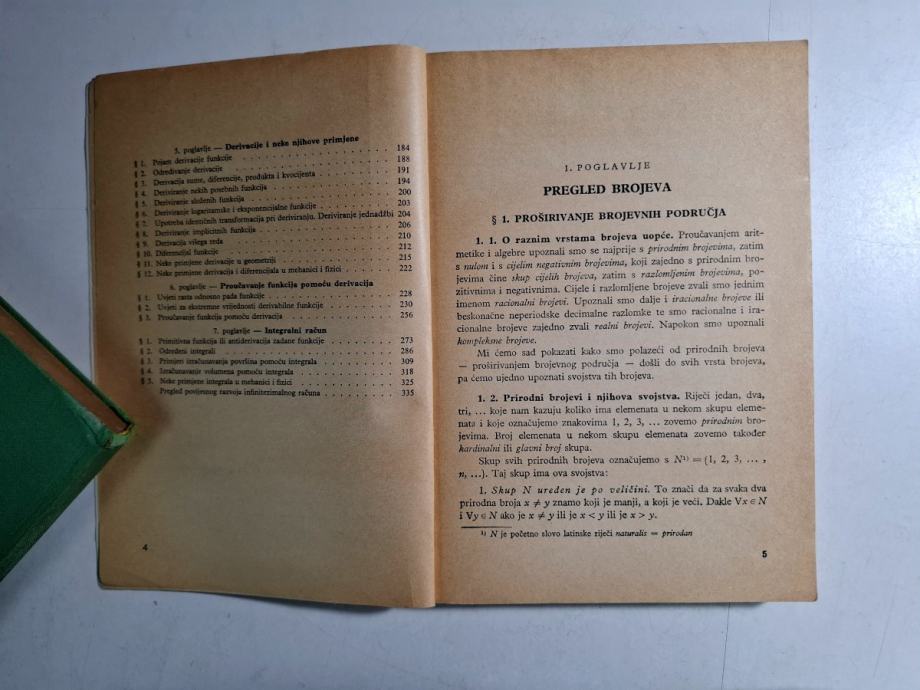 5. poglavlje — Derivacije i neke njihove primjene
§ 1. Pojam derivacije funkcije . . . 184
§ 2. Određivanje derivacije . . . 188
§ 3. Derivacija sume, diferencije, produkta i kvocijenta . . . 191
§ 4. Deriviranje nekih posebnih funkcija . . . 194
§ 5. Deriviranje složenih funkcija . . . 200
§ 6. Deriviranje logaritamske i eksponencijalne funkcije . . . 203
§ 7. Upotreba identičnih transformacija pri deriviranju. Deriviranje jednadžbi 204
§ 8. Deriviranje implicitnih funkcija . . . 206
§ 9. Derivacija višega reda . . . 210
§ 10. Diferencijal funkcije . . . 212
§ 11. Neke primjene derivacije u geometriji . . . 215
§ 12. Neke primjene derivacija i diferencijala u mehanici i fizici . . . 222
6. poglavlje — Proučavanje funkcija pomoću derivacija
§ 1. Uvjeti rasta odnosno pada funkcije . . . 228
§ 2. Uvjeti za ekstremne vrijednosti derivabilne funkcije . . . 230
§ 3. Proučavanje funkcija pomoću derivacija . . . 256
7. poglavlje — Integralni račun
§ 1. Primitivna funkcija ili antiderivacija zadane funkcije . . . 273
§ 2. Određeni integrali . . . 286
§ 3. Primjeri izračunavanja površina pomoću integrala . . . 309
§ 4. Izračunavanje volumena pomoću integrala . . . 318
§ 5. Neke primjene integrala u mehanici i fizici . . . 325
Pregled povijesnog razvoja infinitezimalnog računa . . . 335
4
1. POGLAVLJE
PREGLED BROJEVA
§ 1. PROŠIRIVANJE BROJEVNIH PODRUČJA
1. 1. O raznim vrstama brojeva uopće. Proučavanjem arit-
metike i algebre upoznali smo se najprije s prirodnim brojevima, zatim
s nulom i s cijelim negativnim brojevima, koji zajedno s prirodnim bro-
jevima čine skup cijelih brojeva, zatim s razlomljenim brojevima, po-
zitivnima i negativnima. Cijele i razlomljene brojeve zvali smo jednim
imenom racionalni brojevi. Upoznali smo dalje i iracionalne brojeve ili
beskonačne neperiodske decimalne razlomke te smo racionalne i ira-
cionalne brojeve zajedno zvali realni brojevi. Napokon smo upoznali
kompleksne brojeve.
Mi ćemo sad pokazati kako smo polazeći od prirodnih brojeva
— proširivanjem brojevnog područja — došli do svih vrsta brojeva,
pa ćemo ujedno upoznati svojstva tih brojeva.
1. 2. Prirodni brojevi i njihova svojstva. Riječi jedan, dva,
tri, ... koje nam kazuju koliko ima elemenata u nekom skupu eleme-
nata i koje označujemo znakovima 1, 2, 3, ... zovemo prirodnim bro-
jevima. Broj elemenata u nekom skupu elemenata zovemo također
kardinalni ili glavni broj skupa.
Skup svih prirodnih brojeva označujemo s N¹⁾ = (1, 2, 3, ... ,
n, ...). Taj skup ima ova svojstva:
1. Skup N uređen je po veličini. To znači da za svaka dva
prirodna broja x ≠ y znamo koji je manji, a koji je veći. Dakle ∀x ∈ N
i ∀y ∈ N ako je x ≠ y ili je x < y ili je x > y.
¹⁾ N je početno slovo latinske riječi naturalis = prirodan
5